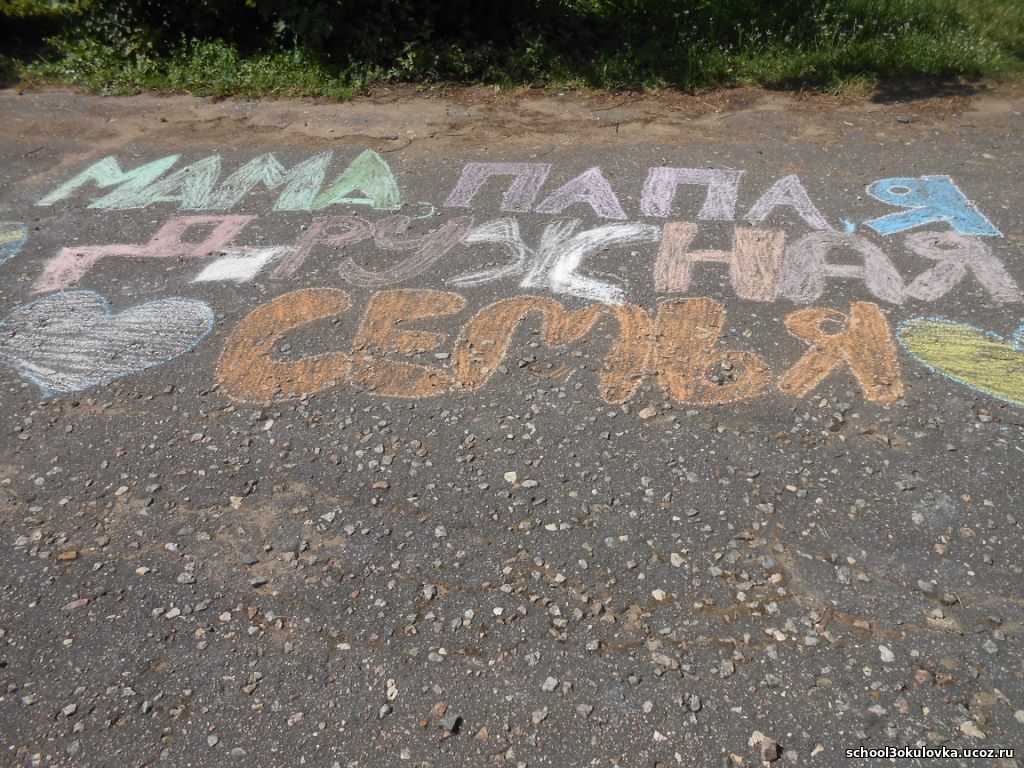 МАМА, ПАПА, Я
ДРУЖНАЯ
СЕМЬЯ
school3okulovka.ucoz.ru